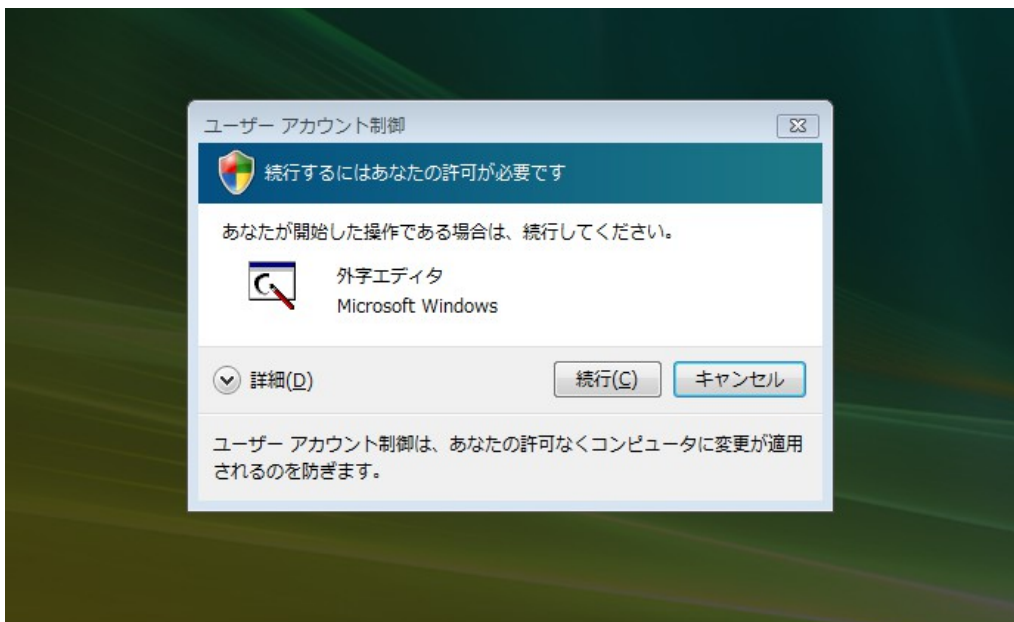 ユーザー アカウント制御
続行するにはあなたの許可が必要です
あなたが開始した操作である場合は、続行してください。
外字エディタ
Microsoft Windows
詳細(D)
続行(C)
キャンセル
ユーザー アカウント制御は、あなたの許可なくコンピュータに変更が適用
されるのを防ぎます。